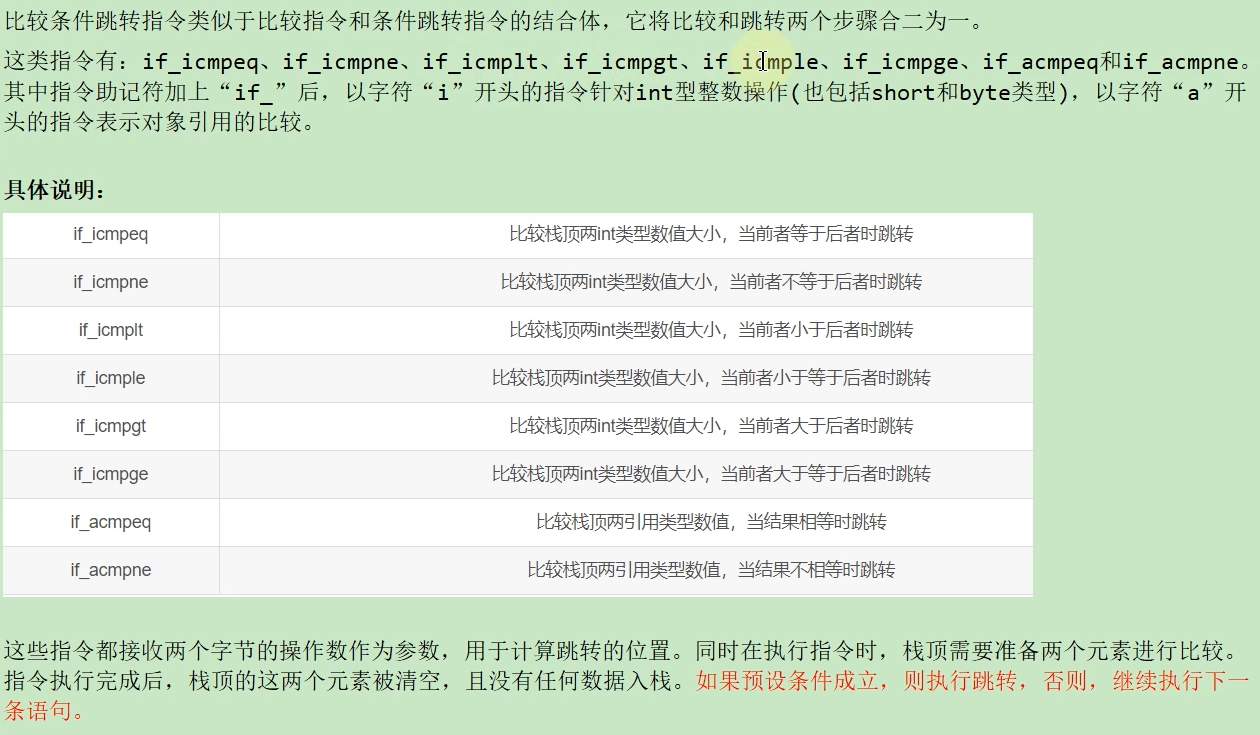 比较条件跳转指令类似于比较指令和条件跳转指令的结合体，它将比较和跳转两个步骤合二为一。
这类指令有：if_icmpeq、if_icmpne、if_icmplt、if_icmpgt、if_icmple、if_icmpge、if_acmpeq和if_acmpne。
其中指令助记符加上“if_”后，以字符“i”开头的指令针对int型整数操作(也包括short和byte类型)，以字符“a”开
头的指令表示对象引用的比较。
具体说明：
if_icmpeq 比较栈顶两int类型数值大小，当前者等于后者时跳转
if_icmpne 比较栈顶两int类型数值大小，当前者不等于后者时跳转
if_icmplt 比较栈顶两int类型数值大小，当前者小于后者时跳转
if_icmple 比较栈顶两int类型数值大小，当前者小于等于后者时跳转
if_icmpgt 比较栈顶两int类型数值大小，当前者大于后者时跳转
if_icmpge 比较栈顶两int类型数值大小，当前者大于等于后者时跳转
if_acmpeq 比较栈顶两引用类型数值，当结果相等时跳转
if_acmpne 比较栈顶两引用类型数值，当结果不相等时跳转
这些指令都接收两个字节的操作数作为参数，用于计算跳转的位置。同时在执行指令时，栈顶需要准备两个元素进行比较。
指令执行完成后，栈顶的这两个元素被清空，且没有任何数据入栈。如果预设条件成立，则执行跳转，否则，继续执行下一
条语句。